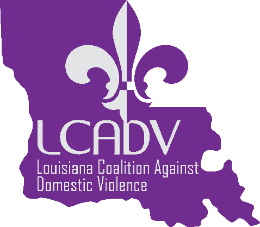 LCADV
Louisiana Coalition Against
Domestic Violence